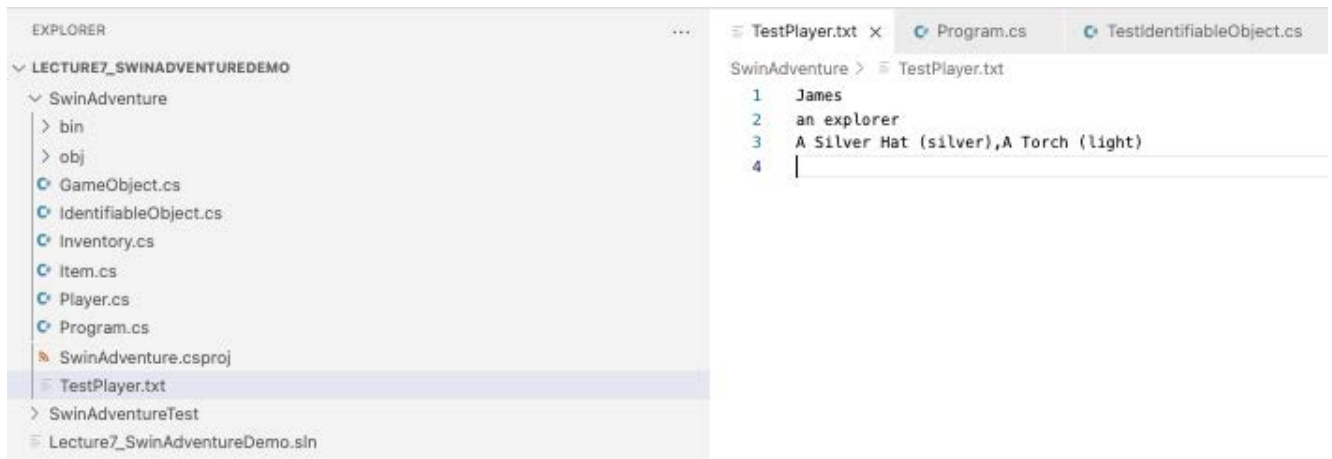 EXPLORER
...
LECTURE7_SWINADVENTUREDEMO
SwinAdventure
bin
obj
GameObject.cs
IdentifiableObject.cs
Inventory.cs
Item.cs
Player.cs
Program.cs
SwinAdventure.csproj
TestPlayer.txt
SwinAdventureTest
Lecture7_SwinAdventureDemo.sln
TestPlayer.txt × Program.cs TestIdentifiableObject.cs
SwinAdventure > TestPlayer.txt
1 James
2 an explorer
3 A Silver Hat (silver),A Torch (light)
4